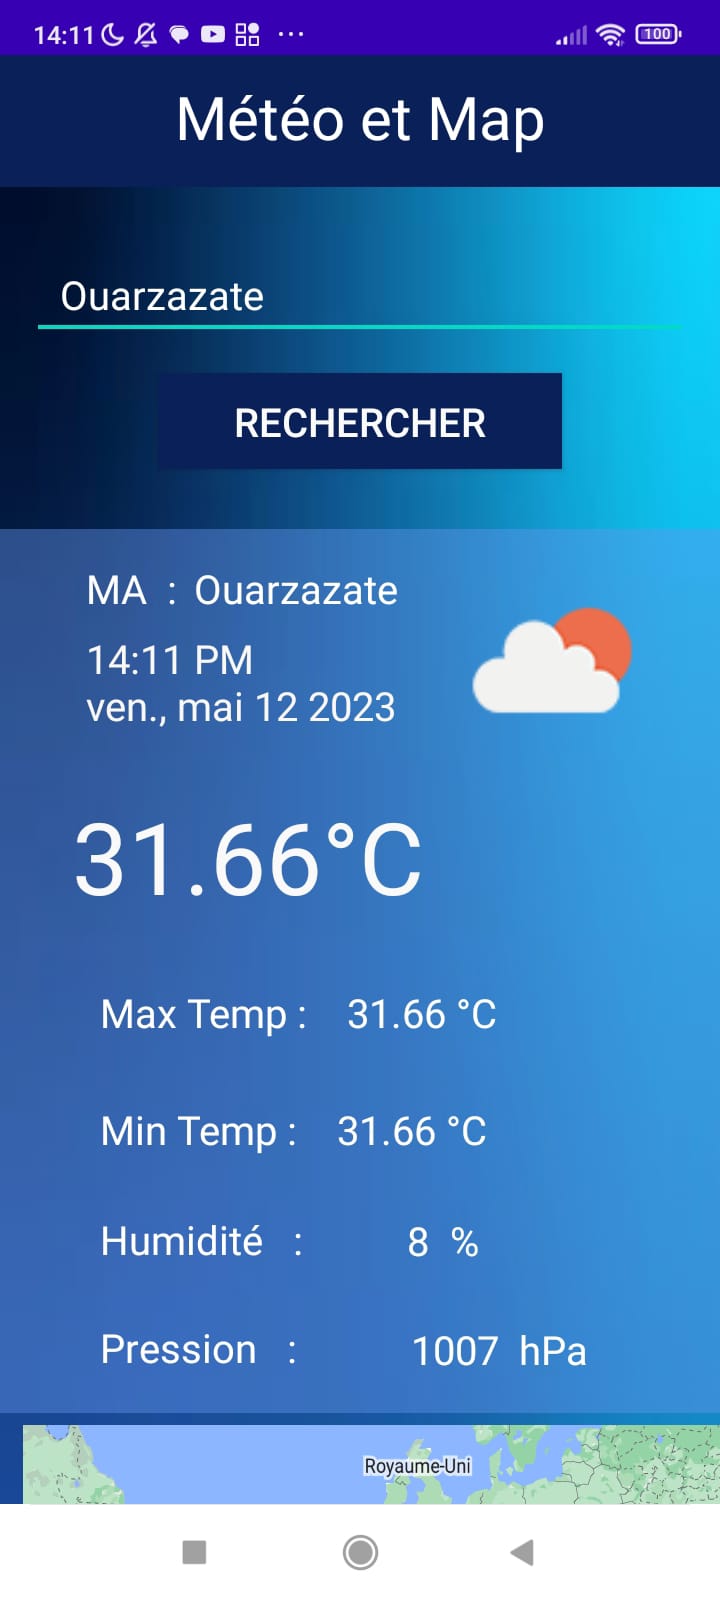 14:11
100
Météo et Map
Ouarzazate
RECHERCHER
MA : Ouarzazate
14:11 PM
ven., mai 12 2023
31.66°C
Max Temp : 31.66 °C
Min Temp : 31.66 °C
Humidité : 8 %
Pression : 1007 hPa
Royaume-Uni